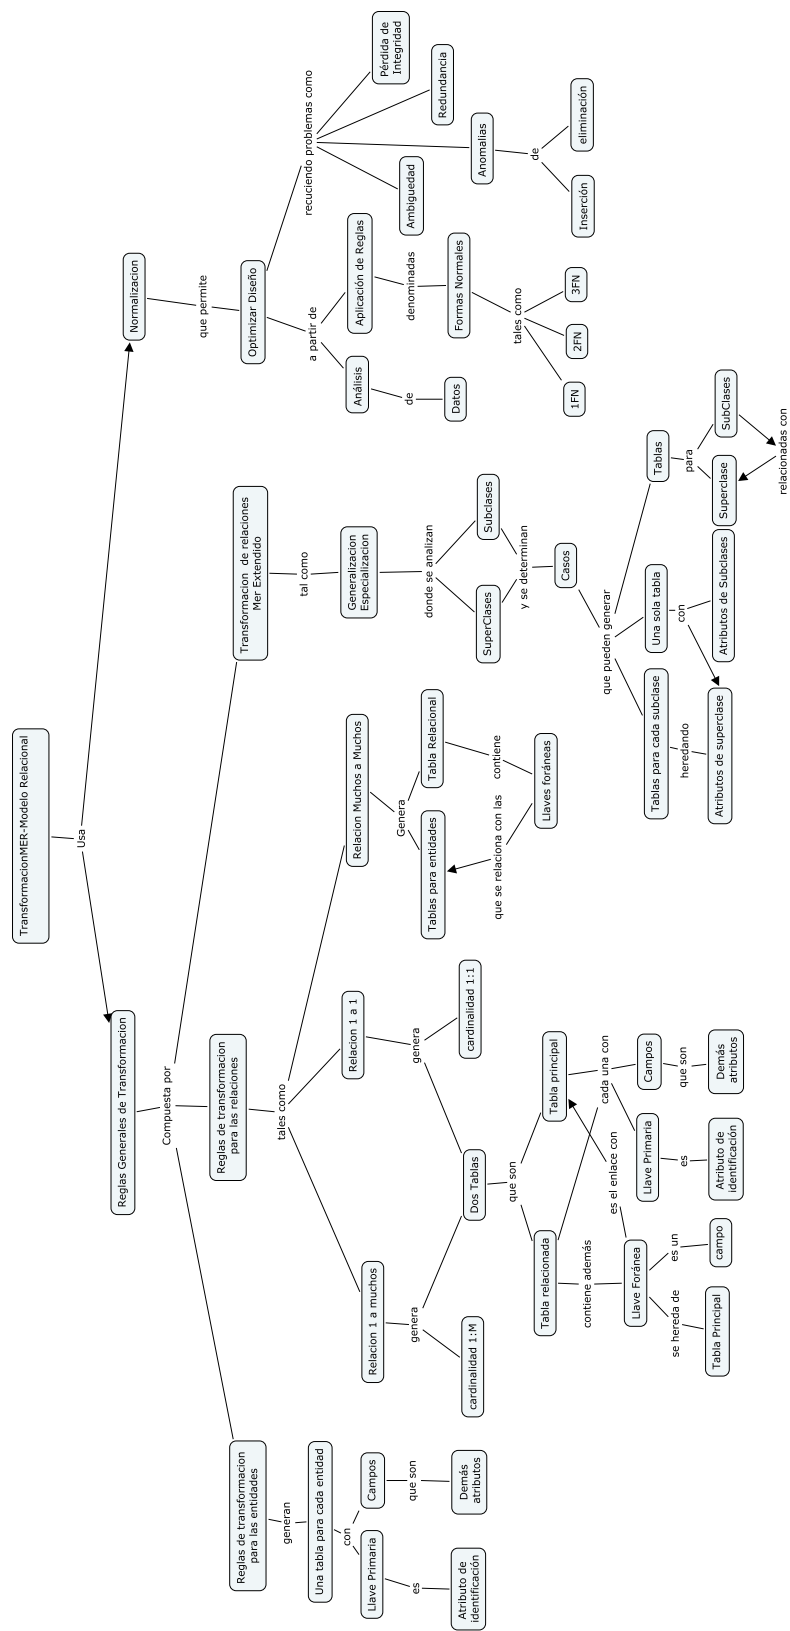 TransformacionMER-Modelo Relacional
Usa
Reglas Generales de Transformacion
Normalizacion
Compuesta por
que permite
Reglas de transformacion
para las entidades
Reglas de transformacion
para las relaciones
Transformacion de relaciones
Mer Extendido
Optimizar Diseño
generan
Una tabla para cada entidad
con
Llave Primaria
Campos
es
que son
Atributo de
identificación
Demás
atributos
tales como
Relacion 1 a muchos
Relacion 1 a 1
Relacion Muchos a Muchos
genera
genera
cardinalidad 1:M
Dos Tablas
cardinalidad 1:1
que son
Tabla relacionada
Tabla principal
contiene además
es el enlace con
cada una con
Llave Foránea
Llave Primaria
Campos
se hereda de
es un
es
que son
Tabla Principal
campo
Atributo de
identificación
Demás
atributos
Genera
Tablas para entidades
Tabla Relacional
que se relaciona con las
contiene
Llaves foráneas
tal como
Generalizacion
Especializacion
donde se analizan
SuperClases
Subclases
y se determinan
Casos
que pueden generar
Tablas para cada subclase
Una sola tabla
Tablas
heredando
con
para
Atributos de superclase
Atributos de Subclases
Superclase
SubClases
relacionadas con
a partir de
recuciendo problemas como
Análisis
Aplicación de Reglas
de
denominadas
Datos
Formas Normales
tales como
1FN
2FN
3FN
Ambiguedad
Anomalias
Redundancia
Pérdida de
Integridad
de
Inserción
eliminación